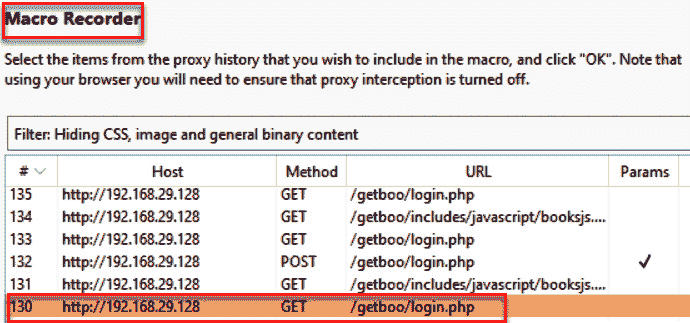 Macro Recorder
Select the items from the proxy history that you wish to include in the macro, and click "OK". Note that
using your browser you will need to ensure that proxy interception is turned off.
Filter: Hiding CSS, image and general binary content
# Host Method URL Params
135 http://192.168.29.128 GET /getboo/login.php
134 http://192.168.29.128 GET /getboo/includes/javascript/booksjs....
133 http://192.168.29.128 GET /getboo/login.php
132 http://192.168.29.128 POST /getboo/login.php ✓
131 http://192.168.29.128 GET /getboo/includes/javascript/booksjs....
130 http://192.168.29.128 GET /getboo/login.php